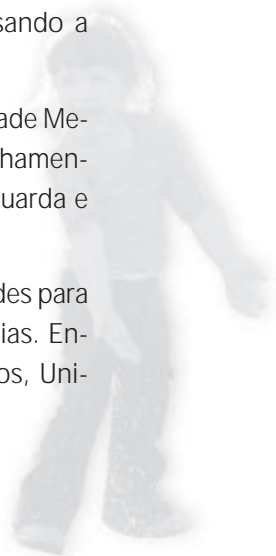 sando a
ade Me-
hamen-
uarda e
des para
ias. En-
os, Uni-